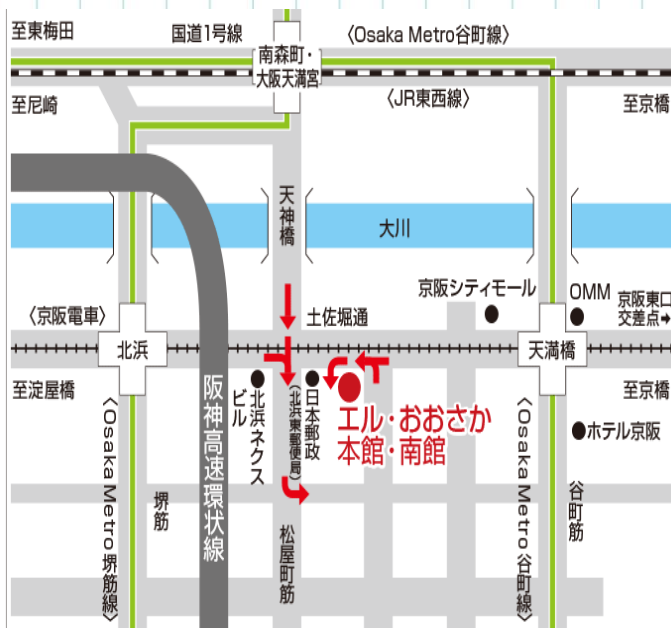 至東梅田
国道1号線
〈Osaka Metro谷町線〉
南森町・
大阪天満宮
至尼崎
〈JR東西線〉
至京橋
天神橋
大川
京阪シティモール
OMM
京阪東口
交差点➡
〈京阪電車〉
土佐堀通
北浜
天満橋
至淀屋橋
至京橋
阪神高速環状線
北浜ネクス
ビル
日本郵政
(北浜東郵便局)
エル・おおさか
本館・南館
ホテル京阪
〈Osaka Metro堺筋線〉
堺筋
松屋町筋
〈Osaka Metro谷町線〉
谷町筋